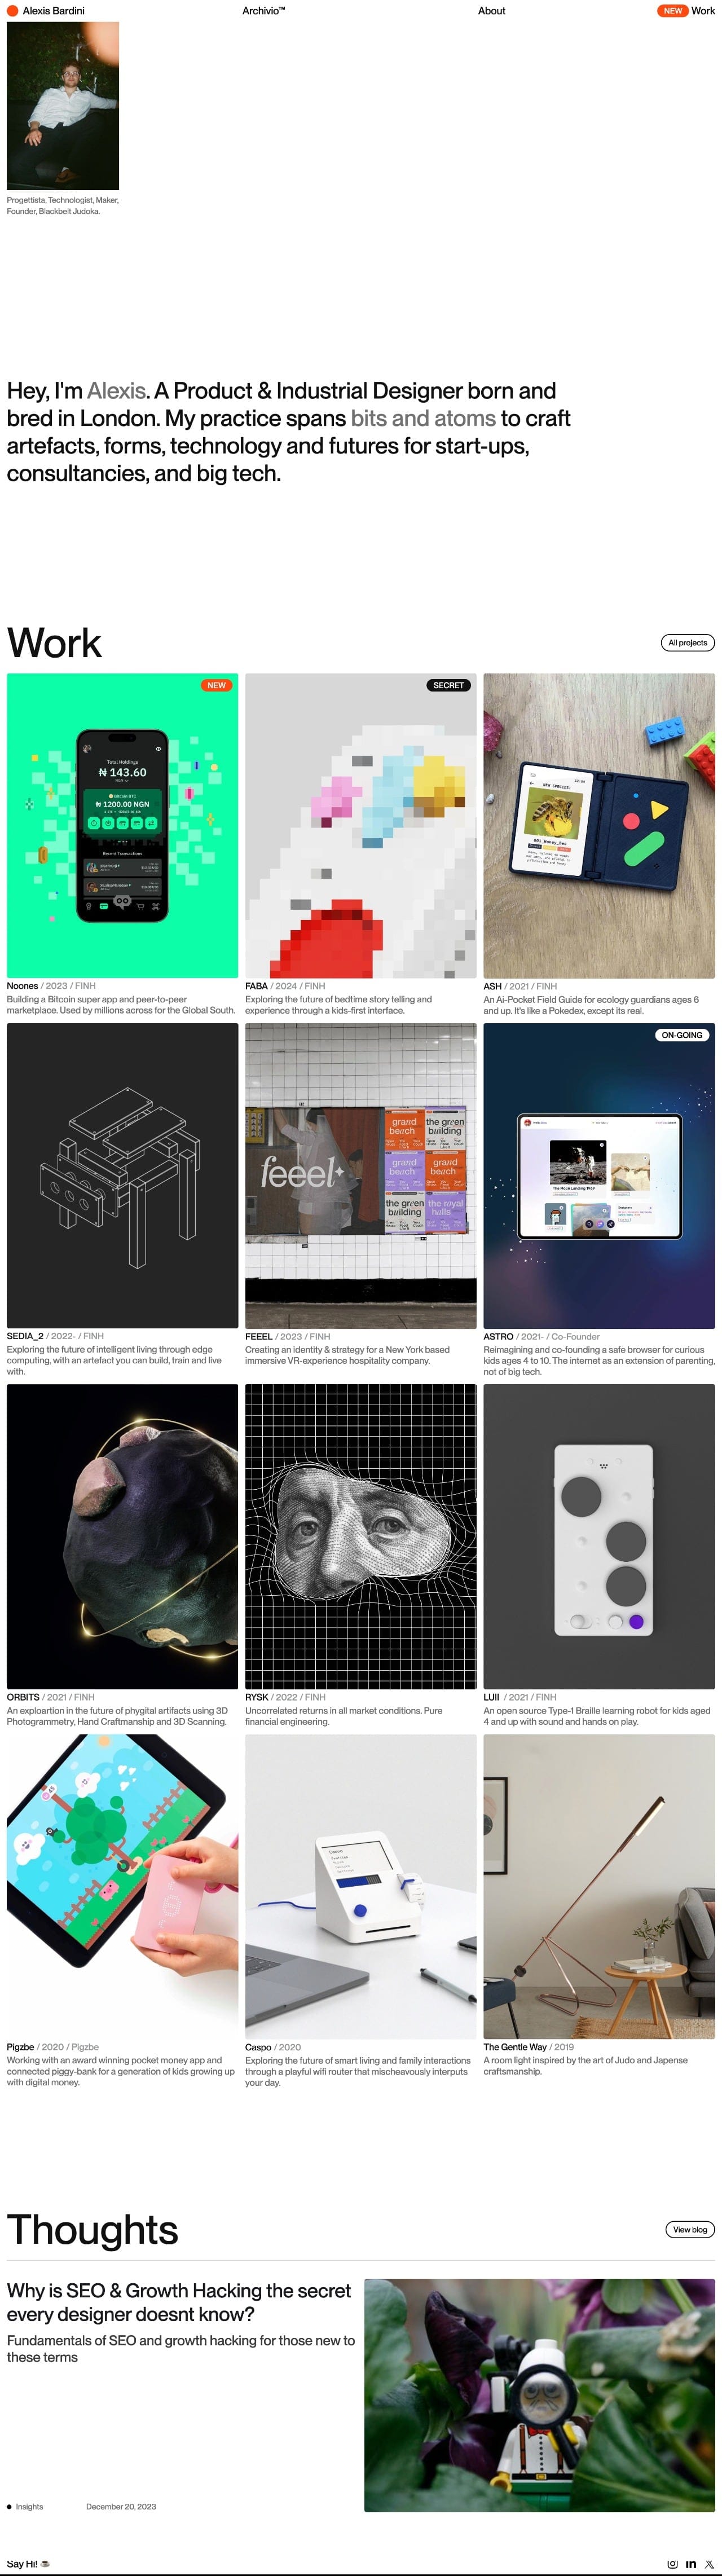 Alexis Bardini
Archivio™
About
NEW Work
Progettista, Technologist, Maker,
Founder, Blackbelt Judoka.
Hey, I'm Alexis. A Product & Industrial Designer born and
bred in London. My practice spans bits and atoms to craft
artefacts, forms, technology and futures for start-ups,
consultancies, and big tech.
Work
All projects
NEW
Total Holdings
₦ 143.60
Bitcoin BTC
₦ 1200.00 NGN
Recent Transactions
SECRET
BEE SPECIES:
001_Honey_Bee
Noones / 2023 / FINH
Building a Bitcoin super app and peer-to-peer
marketplace. Used by millions across for the Global South.
FABA / 2024 / FINH
Exploring the future of bedtime story telling and
experience through a kids-first interface.
ASH / 2021 / FINH
An Ai-Pocket Field Guide for ecology guardians ages 6
and up. It's like a Pokedex, except its real.
feeel
grand
beach
the green
building
grand
beach
grand
beach
the green
building
the royal
halls
ON-GOING
The Moon Landing 1969
SEDIA_2 / 2022- / FINH
Exploring the future of intelligent living through edge
computing, with an artefact you can build, train and live
with.
FEEEL / 2023 / FINH
Creating an identity & strategy for a New York based
immersive VR-experience hospitality company.
ASTRO / 2021- / Co-Founder
Reimagining and co-founding a safe browser for curious
kids ages 4 to 10. The internet as an extension of parenting,
not of big tech.
ORBITS / 2021 / FINH
An exploartion in the future of phygital artifacts using 3D
Photogrammetry, Hand Craftmanship and 3D Scanning.
RYSK / 2022 / FINH
Uncorrelated returns in all market conditions. Pure
financial engineering.
LUII / 2021 / FINH
An open source Type-1 Braille learning robot for kids aged
4 and up with sound and hands on play.
Caspo
Pigzbe / 2020 / Pigzbe
Working with an award winning pocket money app and
connected piggy-bank for a generation of kids growing up
with digital money.
Caspo / 2020
Exploring the future of smart living and family interactions
through a playful wifi router that mischeavously interputs
your day.
The Gentle Way / 2019
A room light inspired by the art of Judo and Japense
craftsmanship.
Thoughts
View blog
Why is SEO & Growth Hacking the secret
every designer doesnt know?
Fundamentals of SEO and growth hacking for those new to
these terms
Insights
December 20, 2023
Say Hi!